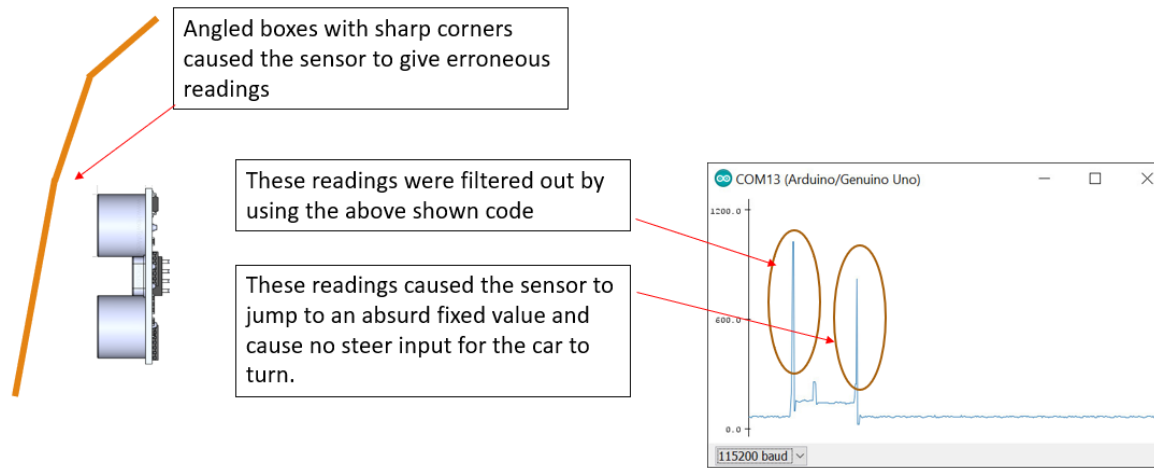 Angled boxes with sharp corners
caused the sensor to give erroneous
readings
These readings were filtered out by
using the above shown code
These readings caused the sensor to
jump to an absurd fixed value and
cause no steer input for the car to
turn.
COM13 (Arduino/Genuino Uno)
1200.0
600.0
0.0
115200 baud